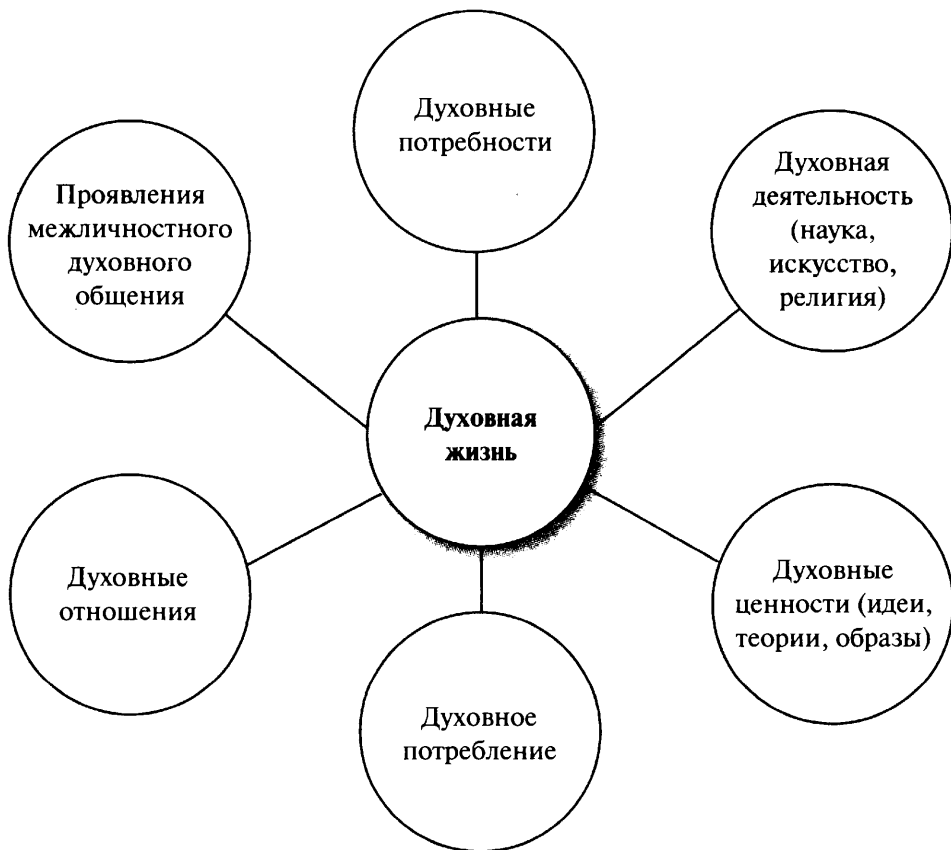 Духовные
потребности
Проявления
межличностного
духовного
общения
Духовная
деятельность
(наука,
искусство,
религия)
Духовная
жизнь
Духовные
отношения
Духовные
ценности (идеи,
теории, образы)
Духовное
потребление